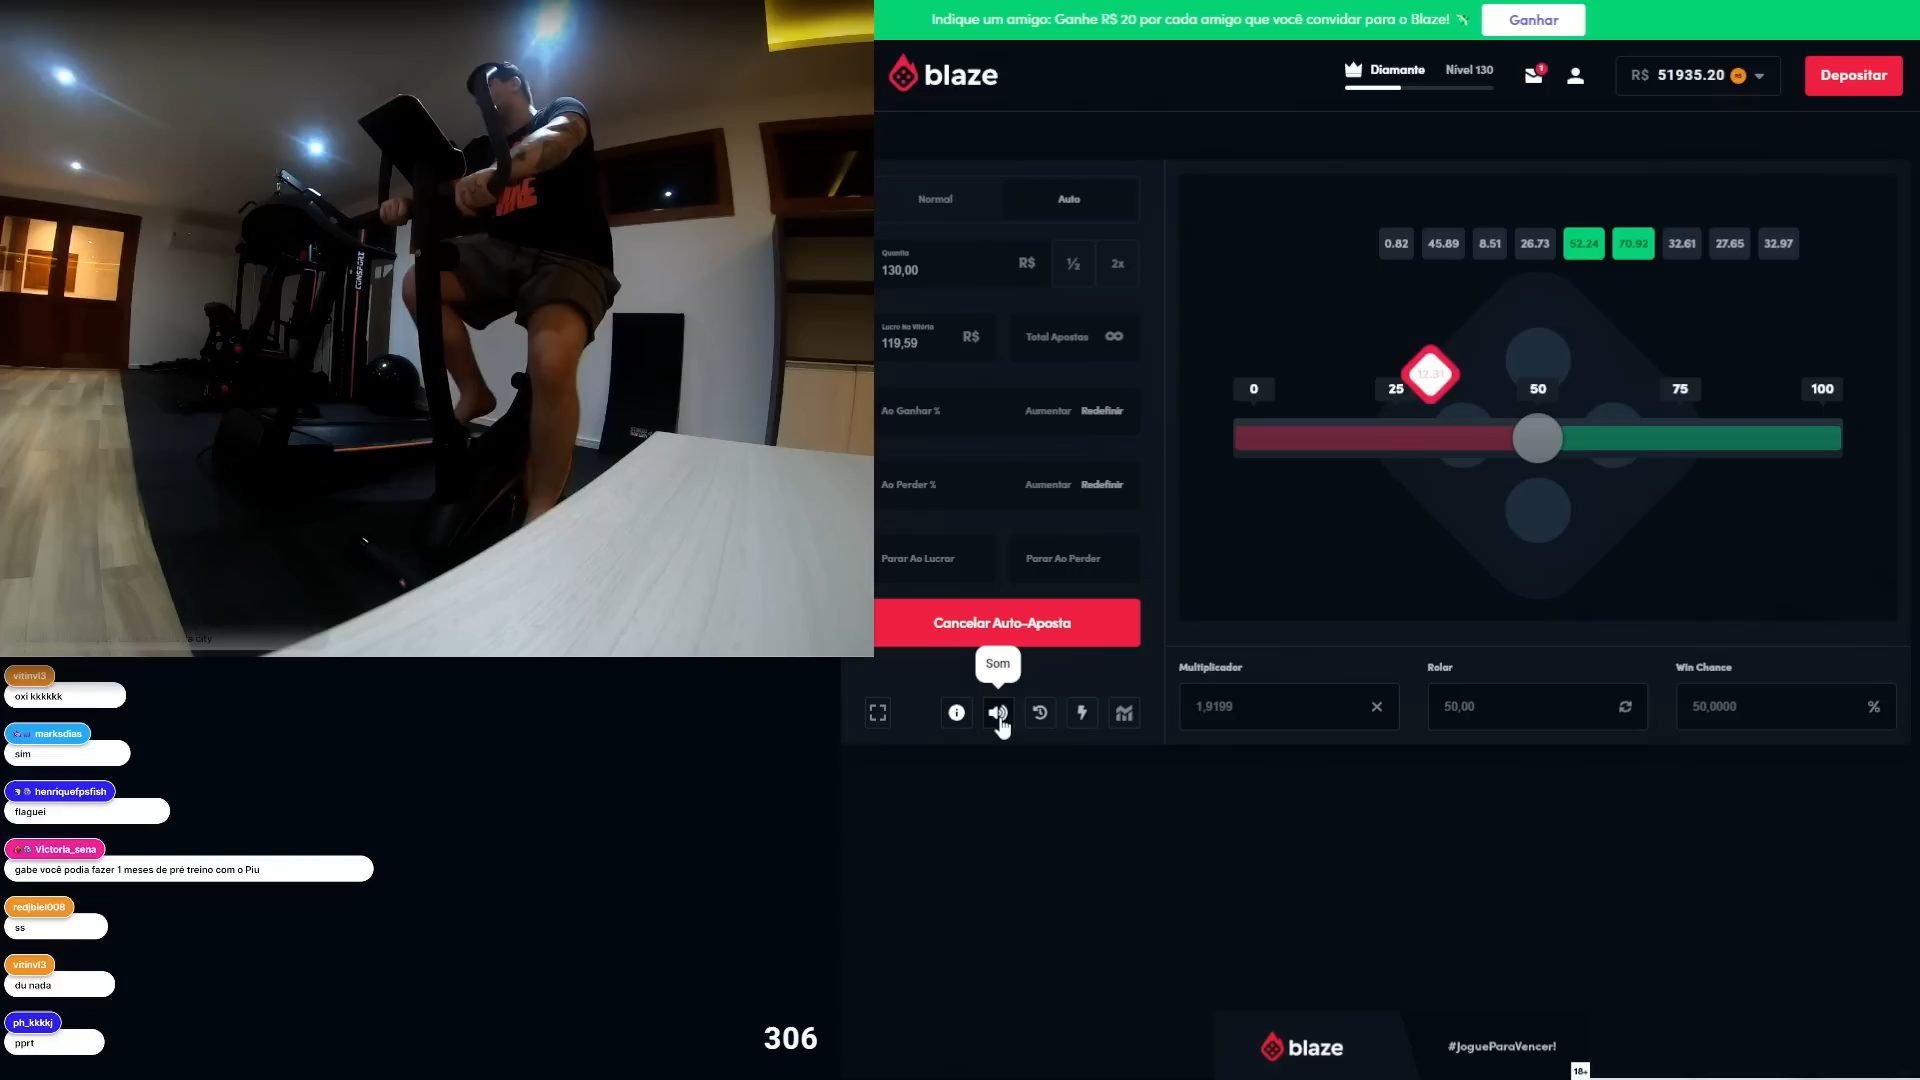 Indique um amigo: Ganhe R$ 20 por cada amigo que você convidar para o Blaze!
Ganhar
blaze
Diamante
Nível 130
1
R$ 51935.20
Depositar
Normal
Auto
Quantia
130,00
R$
½
2x
Lucro Na Vitória
119,59
R$
Total Apostas ∞
Ao Ganhar %
Aumentar
Redefinir
Ao Perder %
Aumentar
Redefinir
Parar Ao Lucrar
Parar Ao Perder
Cancelar Auto-Aposta
Som
0.82
45.89
8.51
26.73
52.24
70.92
32.61
27.65
32.97
12.31
0
25
50
75
100
Multiplicador
1,9199
Rolar
50,00
Win Chance
50,0000
%
city
vitinvl3
oxi kkkkkk
marksdias
sim
henriquefpsfish
flaguei
Victoria_sena
gabe você podia fazer 1 meses de pré treino com o Piu
redjbiel008
ss
vitinvl3
du nada
ph_kkkkj
pprt
306
blaze
#JogueParaVencer!
18+